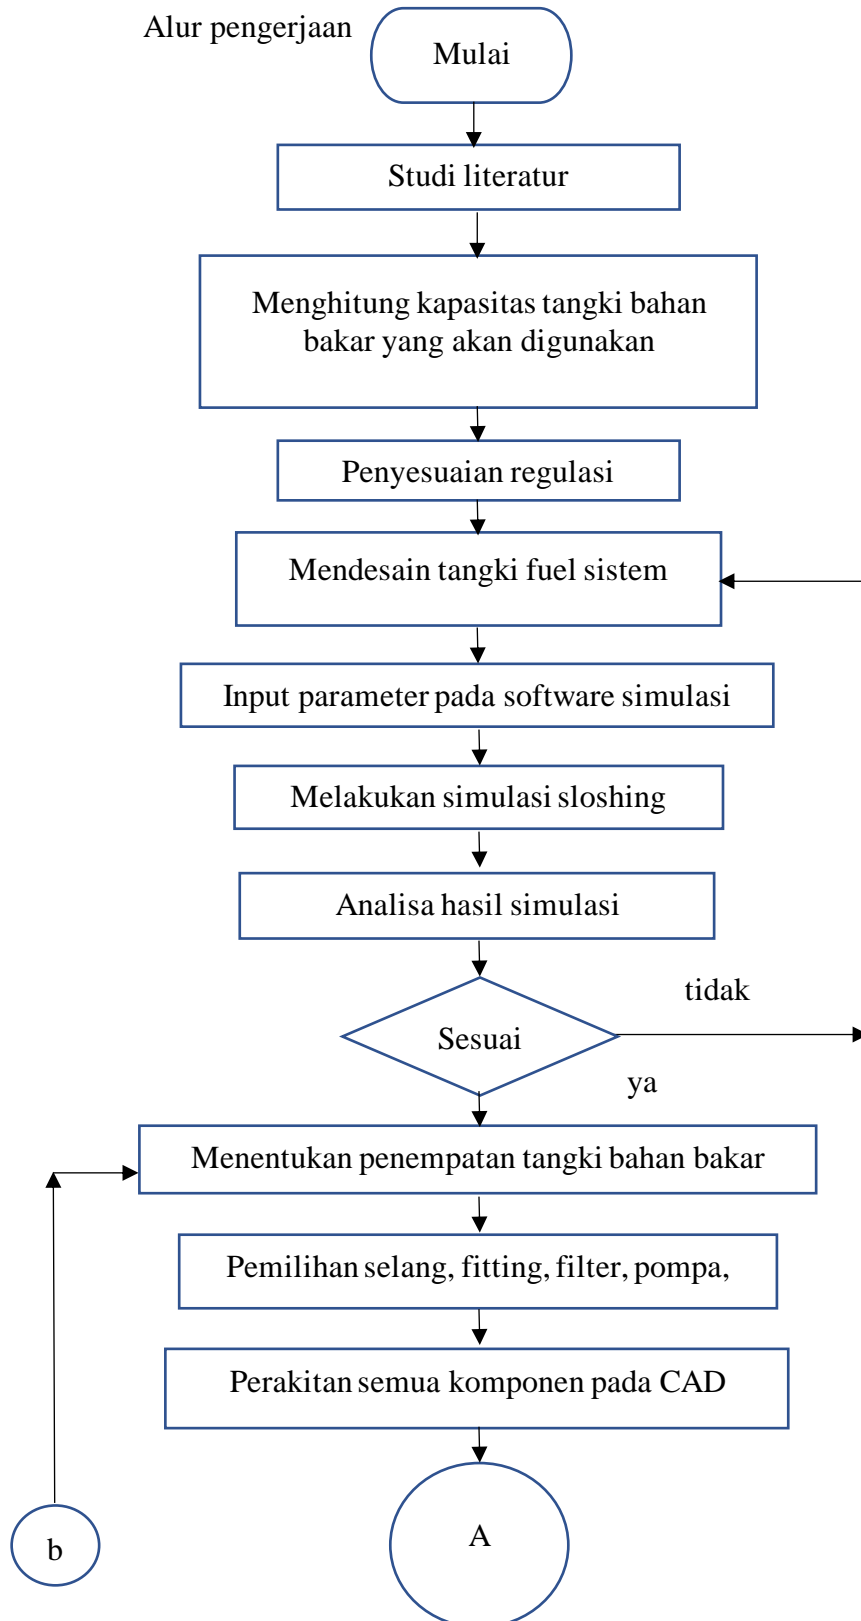 Alur pengerjaan
Mulai
Studi literatur
Menghitung kapasitas tangki bahan
bakar yang akan digunakan
Penyesuaian regulasi
Mendesain tangki fuel sistem
Input parameter pada software simulasi
Melakukan simulasi sloshing
Analisa hasil simulasi
tidak
Sesuai
ya
Menentukan penempatan tangki bahan bakar
Pemilihan selang, fitting, filter, pompa,
Perakitan semua komponen pada CAD
b
A